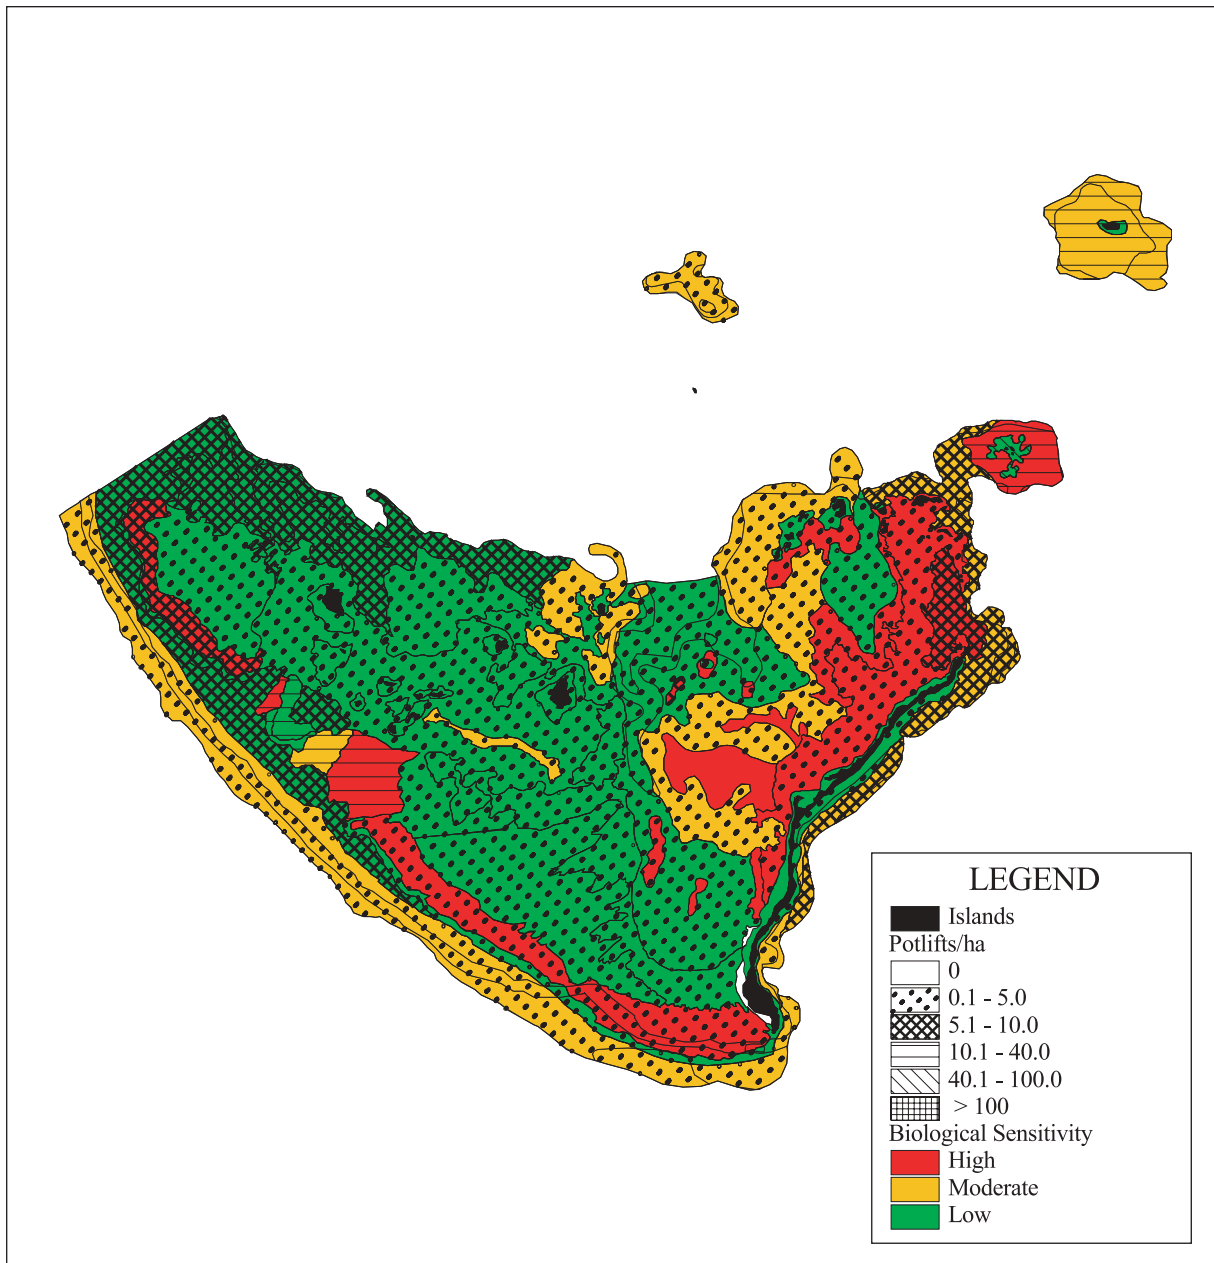 LEGEND
Islands
Potlifts/ha
0
0.1 - 5.0
5.1 - 10.0
10.1 - 40.0
40.1 - 100.0
> 100
Biological Sensitivity
High
Moderate
Low